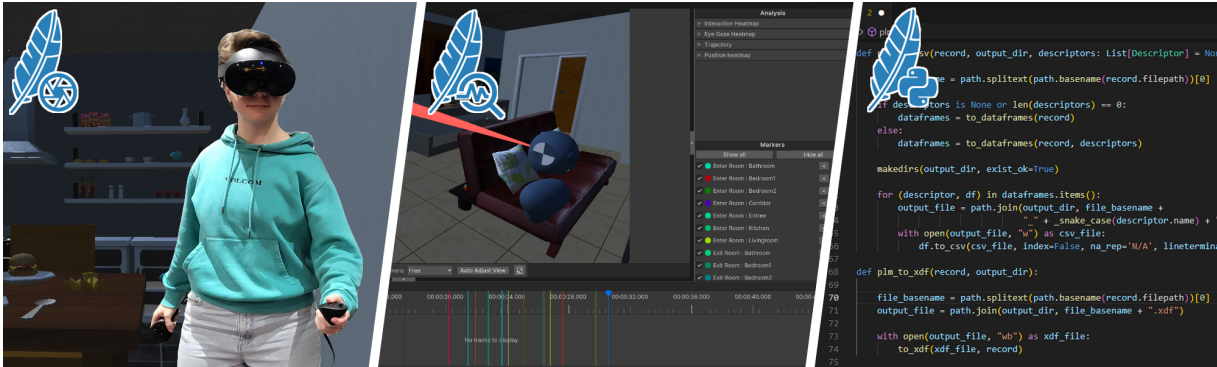 VOLCOM
Analysis
Interaction Heatmap
Eye Gaze Heatmap
Trajectory
Position heatmap
Markers
Show all
Hide all
Enter Room : Bathroom
Enter Room : Bedroom1
Enter Room : Bedroom2
Enter Room : Corridor
Enter Room : Entree
Enter Room : Kitchen
Enter Room : Livingroom
Exit Room : Bathroom
Exit Room : Bedroom1
Exit Room : Bedroom2
Free
Auto Adjust View
00:00:20.000 00:00:24.000 00:00:28.000 00:00:32.000 00:00:36.000 00:00:40.000
No tracks to display.
2
def
(record, output_dir, descriptors: List[Descriptor] =
= path.splitext(path.basename(record.filepath))[0]
if descriptors is None or len(descriptors) == 0:
dataframes = to_dataframes(record)
else:
dataframes = to_dataframes(record, descriptors)
makedirs(output_dir, exist_ok=True)
for (descriptor, df) in dataframes.items():
output_file = path.join(output_dir, file_basename +
"_" + _snake_case(descriptor.name) + "
with open(output_file, "w") as csv_file:
df.to_csv(csv_file, index=False, na_rep='N/A',
67
68 def plm_to_xdf(record, output_dir):
69
70 file_basename = path.splitext(path.basename(record.filepath))[0]
71 output_file = path.join(output_dir, file_basename + ".xdf")
72
73 with open(output_file, "wb") as xdf_file:
74 to_xdf(xdf_file, record)
75